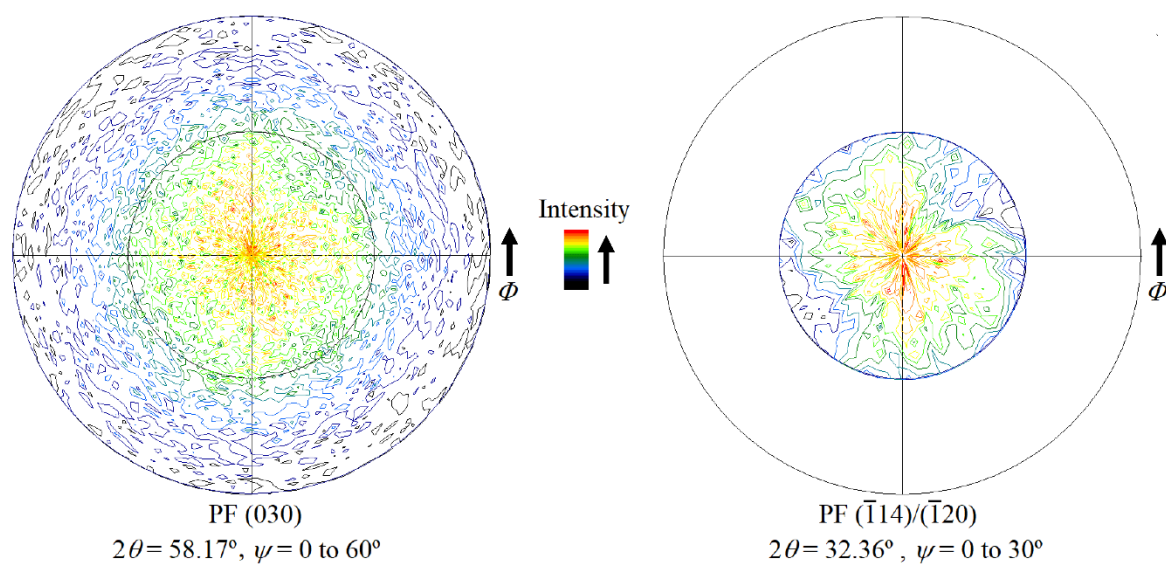 Intensity
Φ
Φ
PF (030)
2θ = 58.17º, ψ = 0 to 60º
PF (1̅14)/(1̅20)
2θ = 32.36º , ψ = 0 to 30º